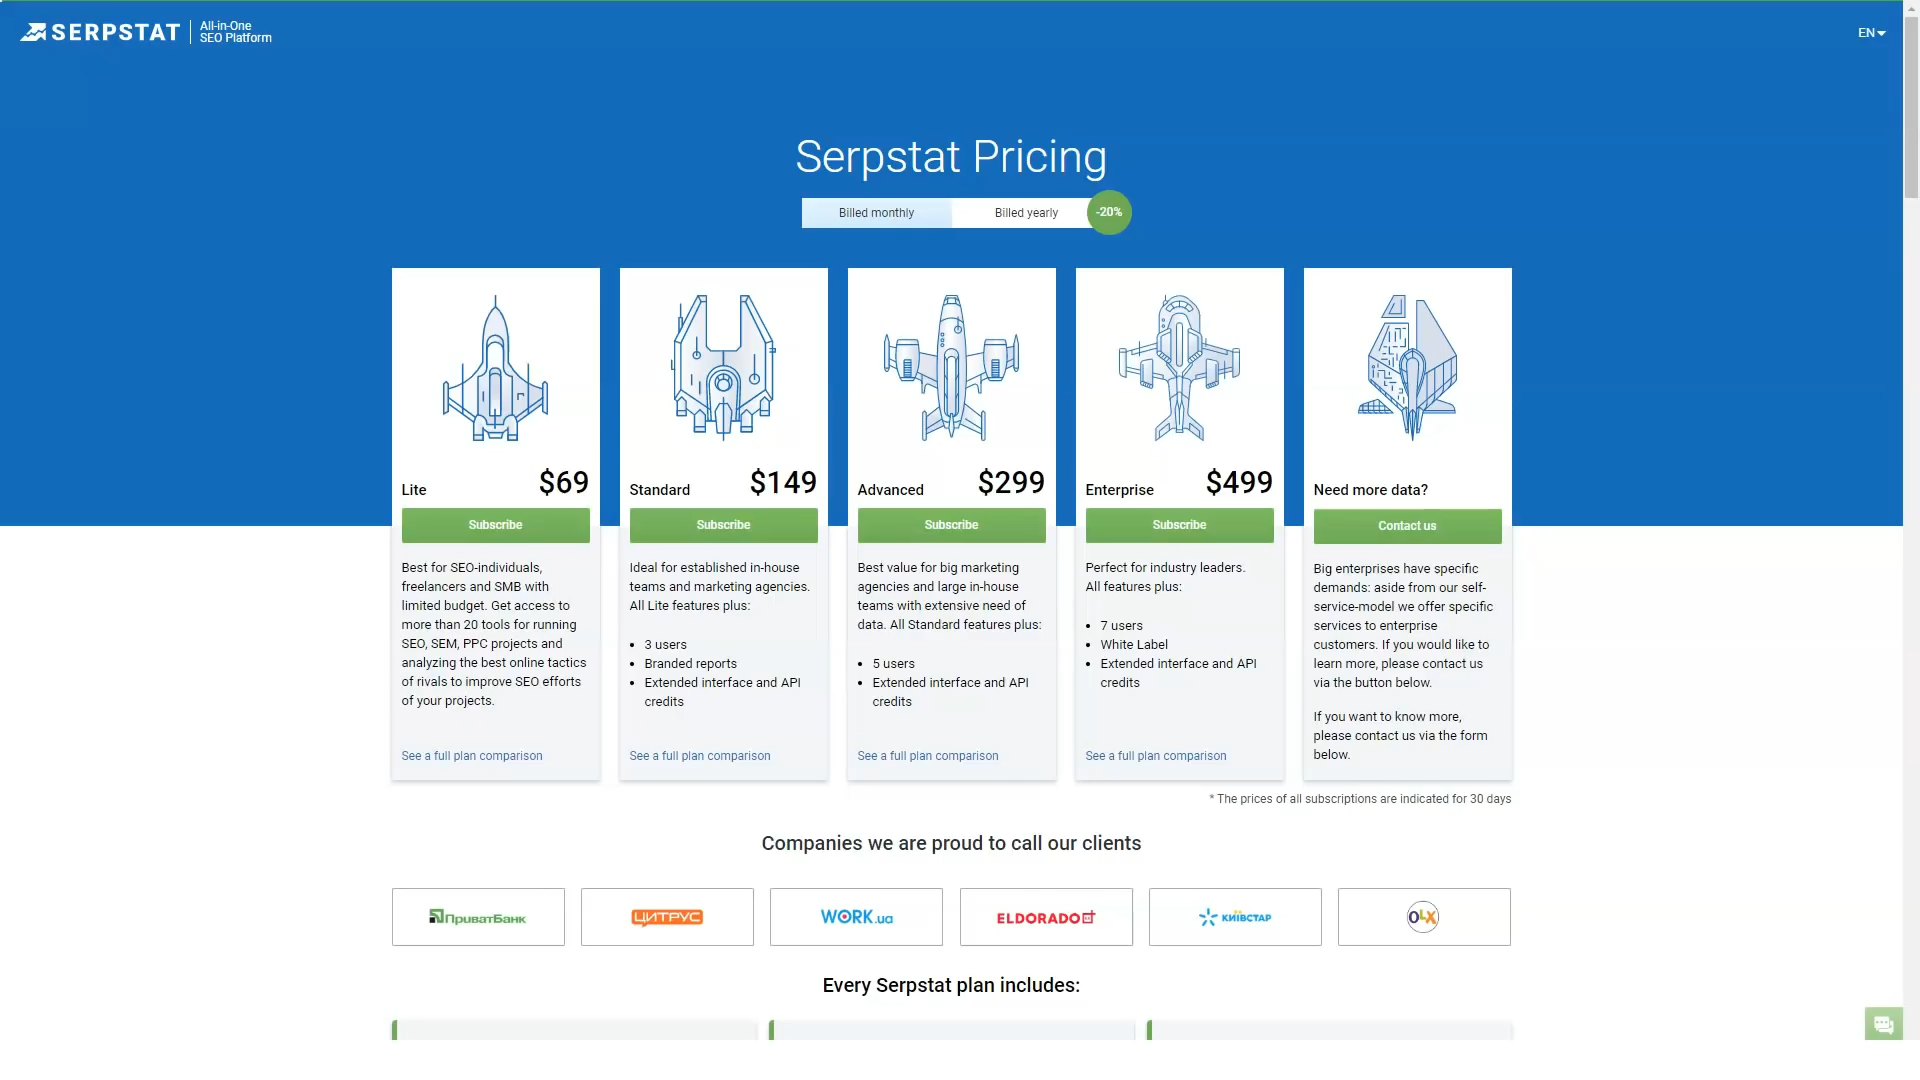 SERPSTAT
All-in-One
SEO Platform
EN
Serpstat Pricing
Billed monthly
Billed yearly
-20%
Lite
$69
Subscribe
Best for SEO-individuals,
freelancers and SMB with
limited budget. Get access to
more than 20 tools for running
SEO, SEM, PPC projects and
analyzing the best online tactics
of rivals to improve SEO efforts
of your projects.
See a full plan comparison
Standard
$149
Subscribe
Ideal for established in-house
teams and marketing agencies.
All Lite features plus:
• 3 users
• Branded reports
• Extended interface and API
credits
See a full plan comparison
Advanced
$299
Subscribe
Best value for big marketing
agencies and large in-house
teams with extensive need of
data. All Standard features plus:
• 5 users
• Extended interface and API
credits
See a full plan comparison
Enterprise
$499
Subscribe
Perfect for industry leaders.
All features plus:
• 7 users
• White Label
• Extended interface and API
credits
See a full plan comparison
Need more data?
Contact us
Big enterprises have specific
demands: aside from our self-
service-model we offer specific
services to enterprise
customers. If you would like to
learn more, please contact us
via the button below.
If you want to know more,
please contact us via the form
below.
* The prices of all subscriptions are indicated for 30 days
Companies we are proud to call our clients
ПриватБанк
ЦИТРУС
WORK.ua
ELDORADO
КИЇВСТАР
OLX
Every Serpstat plan includes: